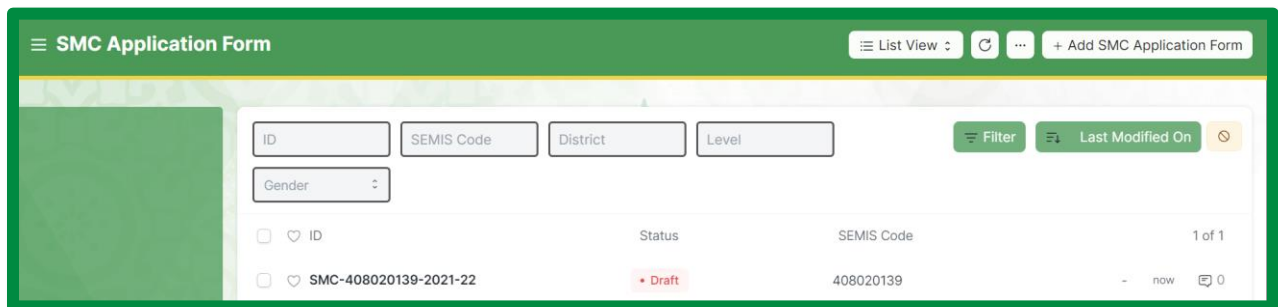 SMC Application Form
List View
...
+ Add SMC Application Form
ID
SEMIS Code
District
Level
Filter
Last Modified On
Gender
ID Status SEMIS Code 1 of 1
SMC-408020139-2021-22 • Draft 408020139 - now 0